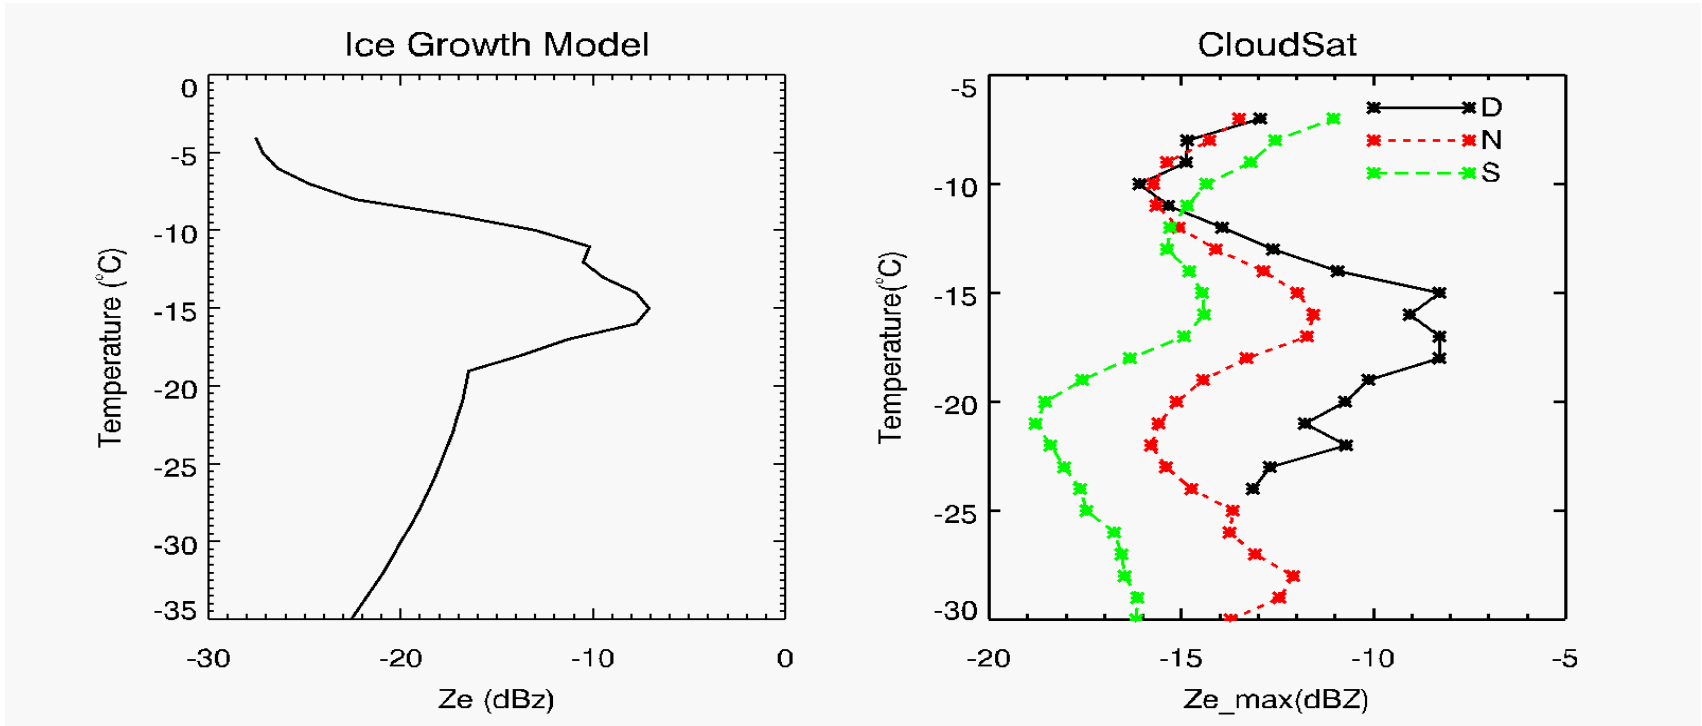 Ice Growth Model
0
-5
-10
-15
-20
-25
-30
-35
Temperature (°C)
-30 -20 -10 0
Ze (dBz)
CloudSat
-5
-10
-15
-20
-25
-30
Temperature(°C)
D
N
S
-20 -15 -10 -5
Ze_max(dBZ)